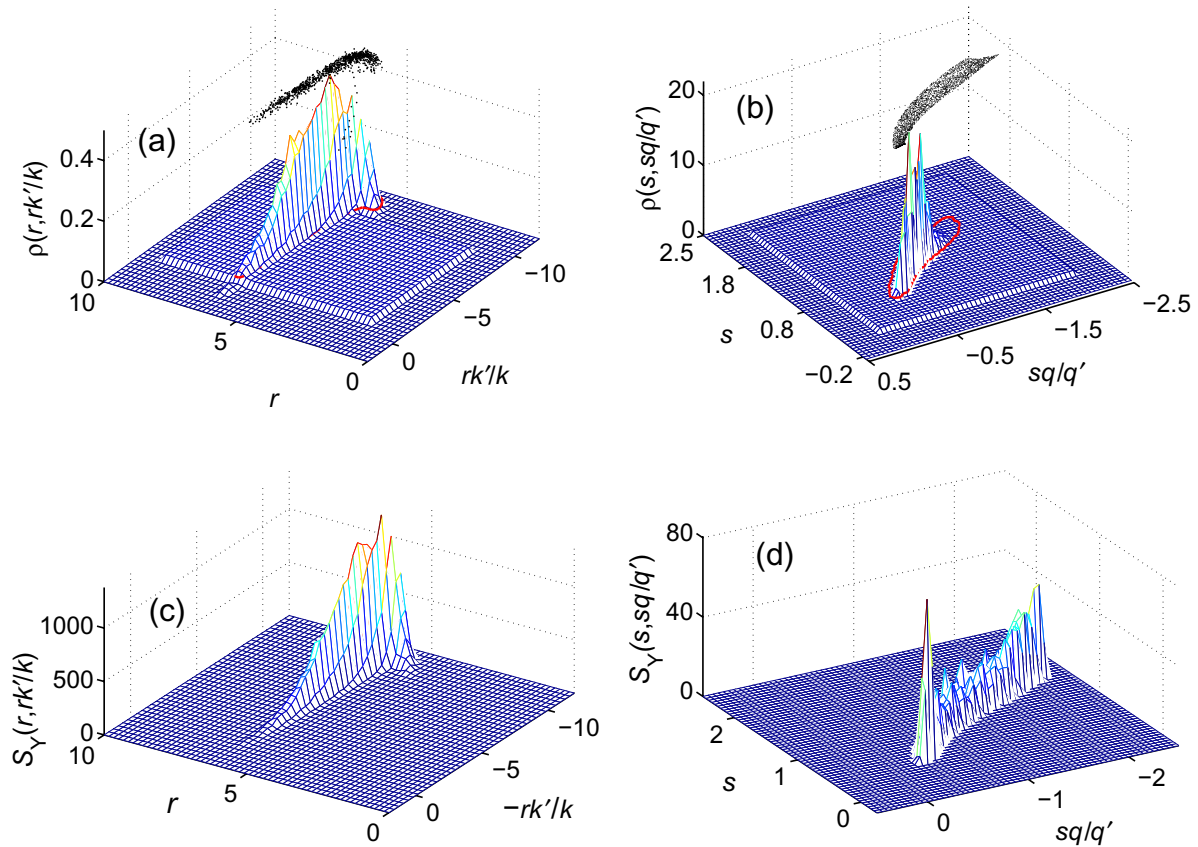 (a)
ρ(r,rk′/k)
0.4
0.2
0
10
5
0
r
0
−5
−10
rk′/k
(b)
ρ(s,sq/q′)
20
10
0
2.5
1.8
0.8
−0.2
s
0.5
−0.5
−1.5
−2.5
sq/q′
(c)
S_Y(r,rk′/k)
1000
500
0
10
5
0
r
0
−5
−10
−rk′/k
(d)
S_Y(s,sq/q′)
80
40
0
2
1
0
s
0
−1
−2
sq/q′